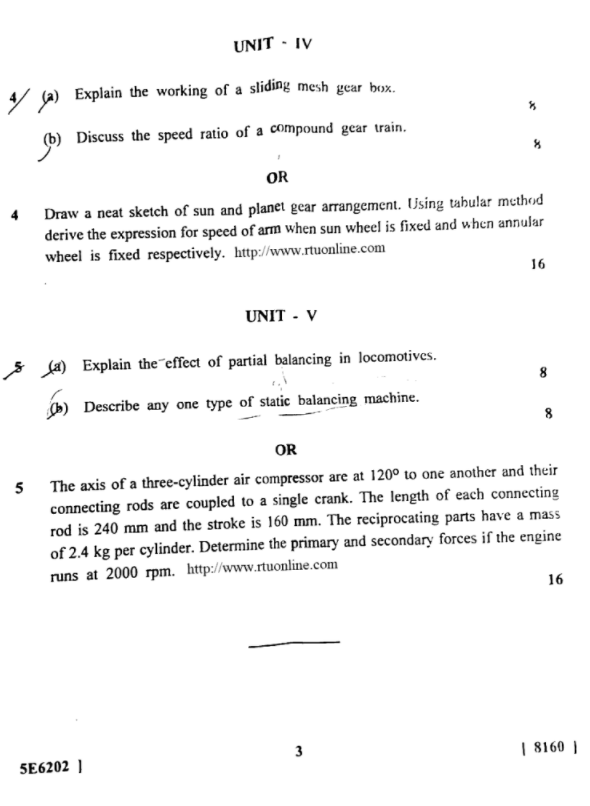 UNIT - IV
4 (a) Explain the working of a sliding mesh gear box.
8
(b) Discuss the speed ratio of a compound gear train.
8
OR
4 Draw a neat sketch of sun and planet gear arrangement. Using tabular method
derive the expression for speed of arm when sun wheel is fixed and when annular
wheel is fixed respectively. http://www.rtuonline.com
16
UNIT - V
5 (a) Explain the effect of partial balancing in locomotives.
8
(b) Describe any one type of static balancing machine.
8
OR
5 The axis of a three-cylinder air compressor are at 120º to one another and their
connecting rods are coupled to a single crank. The length of each connecting
rod is 240 mm and the stroke is 160 mm. The reciprocating parts have a mass
of 2.4 kg per cylinder. Determine the primary and secondary forces if the engine
runs at 2000 rpm. http://www.rtuonline.com
16
5E6202 ] 3 [ 8160 ]